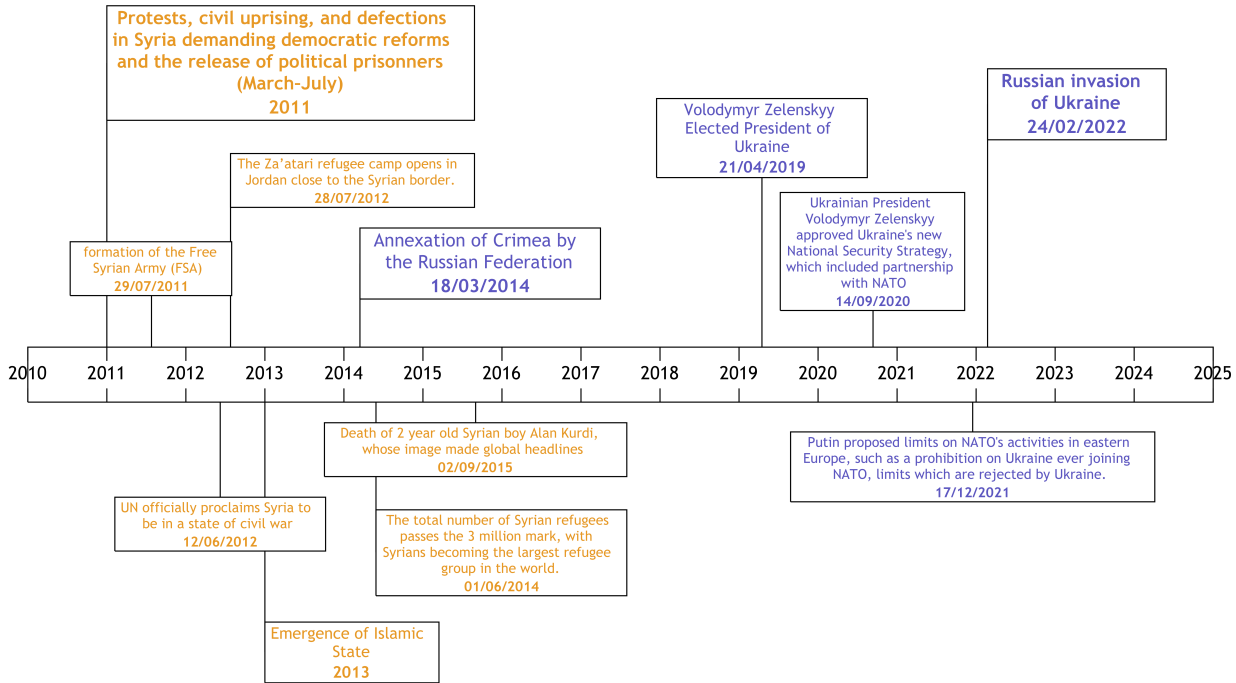 Protests, civil uprising, and defections
in Syria demanding democratic reforms
and the release of political prisonners
(March-July)
2011
Russian invasion
of Ukraine
24/02/2022
Volodymyr Zelenskyy
Elected President of
Ukraine
21/04/2019
The Za’atari refugee camp opens in
Jordan close to the Syrian border.
28/07/2012
Ukrainian President
Volodymyr Zelenskyy
approved Ukraine's new
National Security Strategy,
which included partnership
with NATO
14/09/2020
formation of the Free
Syrian Army (FSA)
29/07/2011
Annexation of Crimea by
the Russian Federation
18/03/2014
2010 2011 2012 2013 2014 2015 2016 2017 2018 2019 2020 2021 2022 2023 2024 2025
Death of 2 year old Syrian boy Alan Kurdi,
whose image made global headlines
02/09/2015
Putin proposed limits on NATO's activities in eastern
Europe, such as a prohibition on Ukraine ever joining
NATO, limits which are rejected by Ukraine.
17/12/2021
UN officially proclaims Syria to
be in a state of civil war
12/06/2012
The total number of Syrian refugees
passes the 3 million mark, with
Syrians becoming the largest refugee
group in the world.
01/06/2014
Emergence of Islamic
State
2013